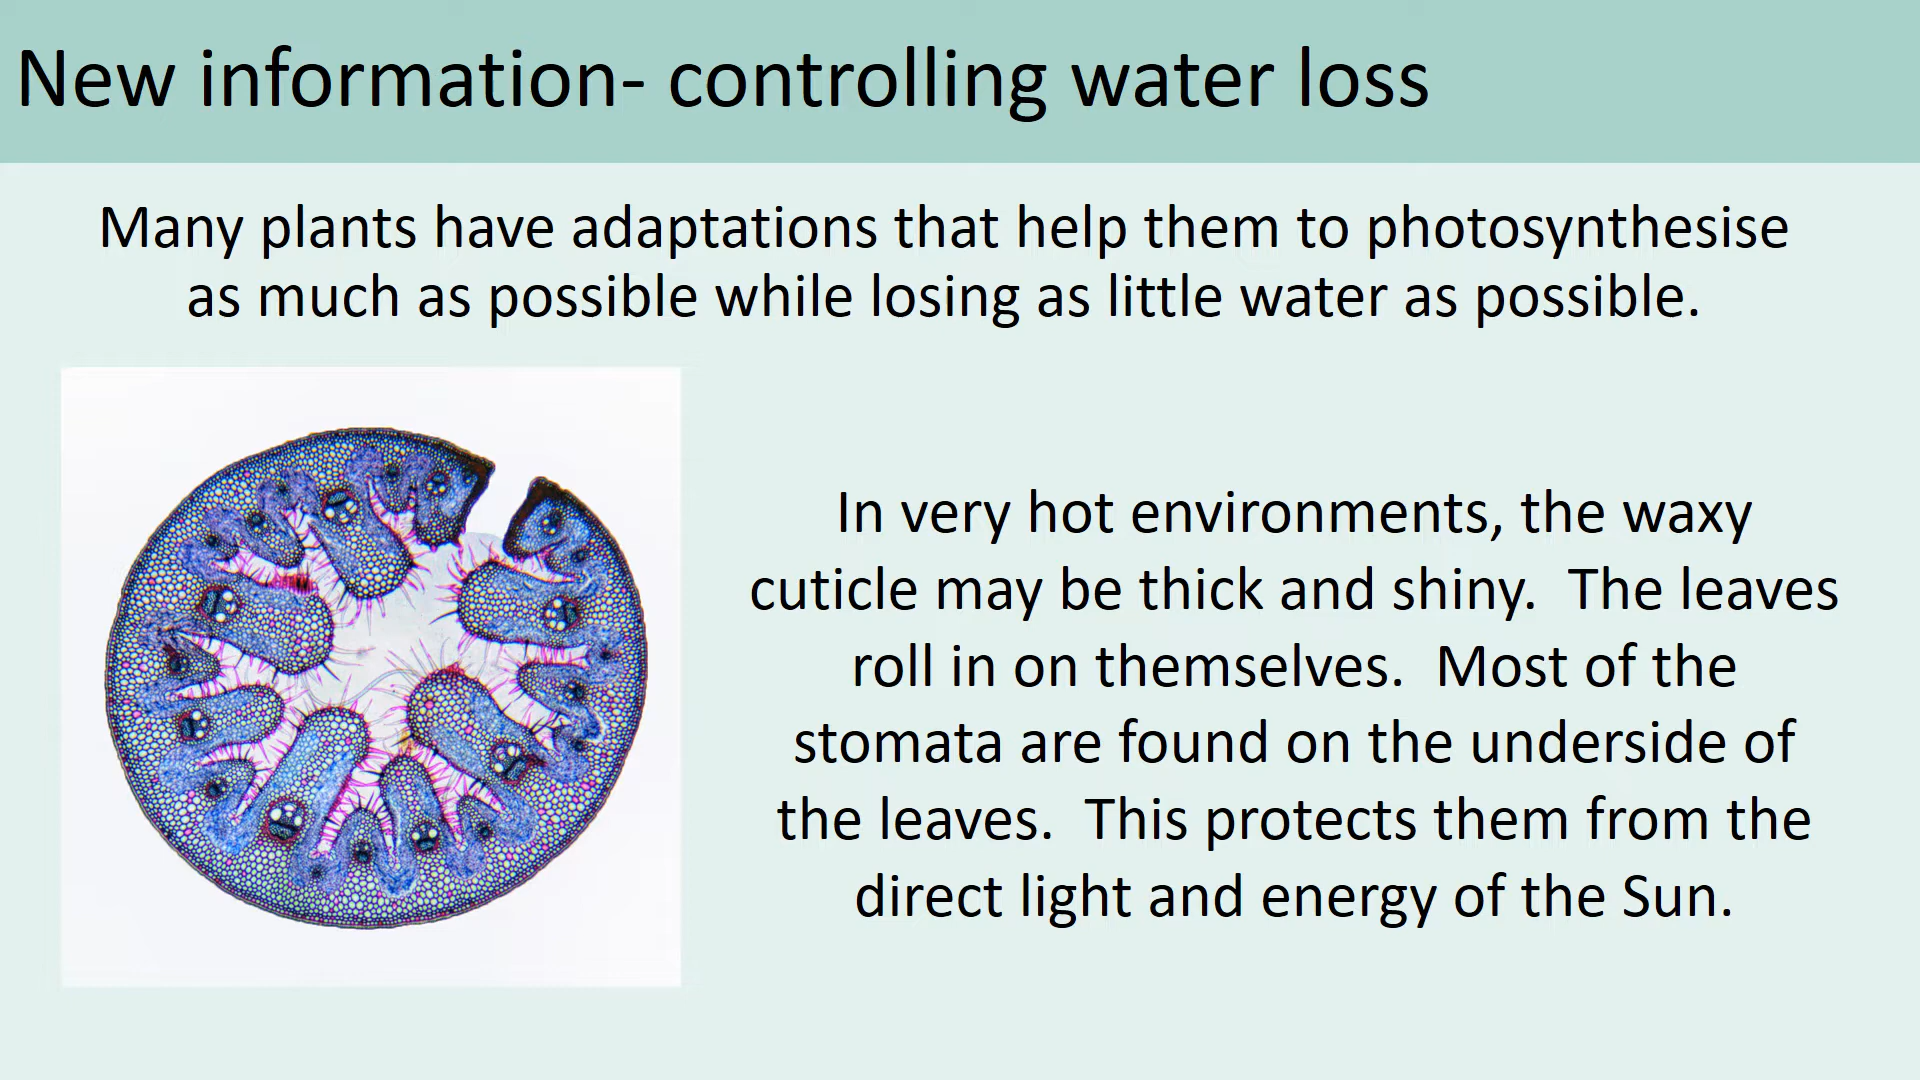 New information- controlling water loss
Many plants have adaptations that help them to photosynthesise
as much as possible while losing as little water as possible.
In very hot environments, the waxy
cuticle may be thick and shiny.  The leaves
roll in on themselves.  Most of the
stomata are found on the underside of
the leaves.  This protects them from the
direct light and energy of the Sun.